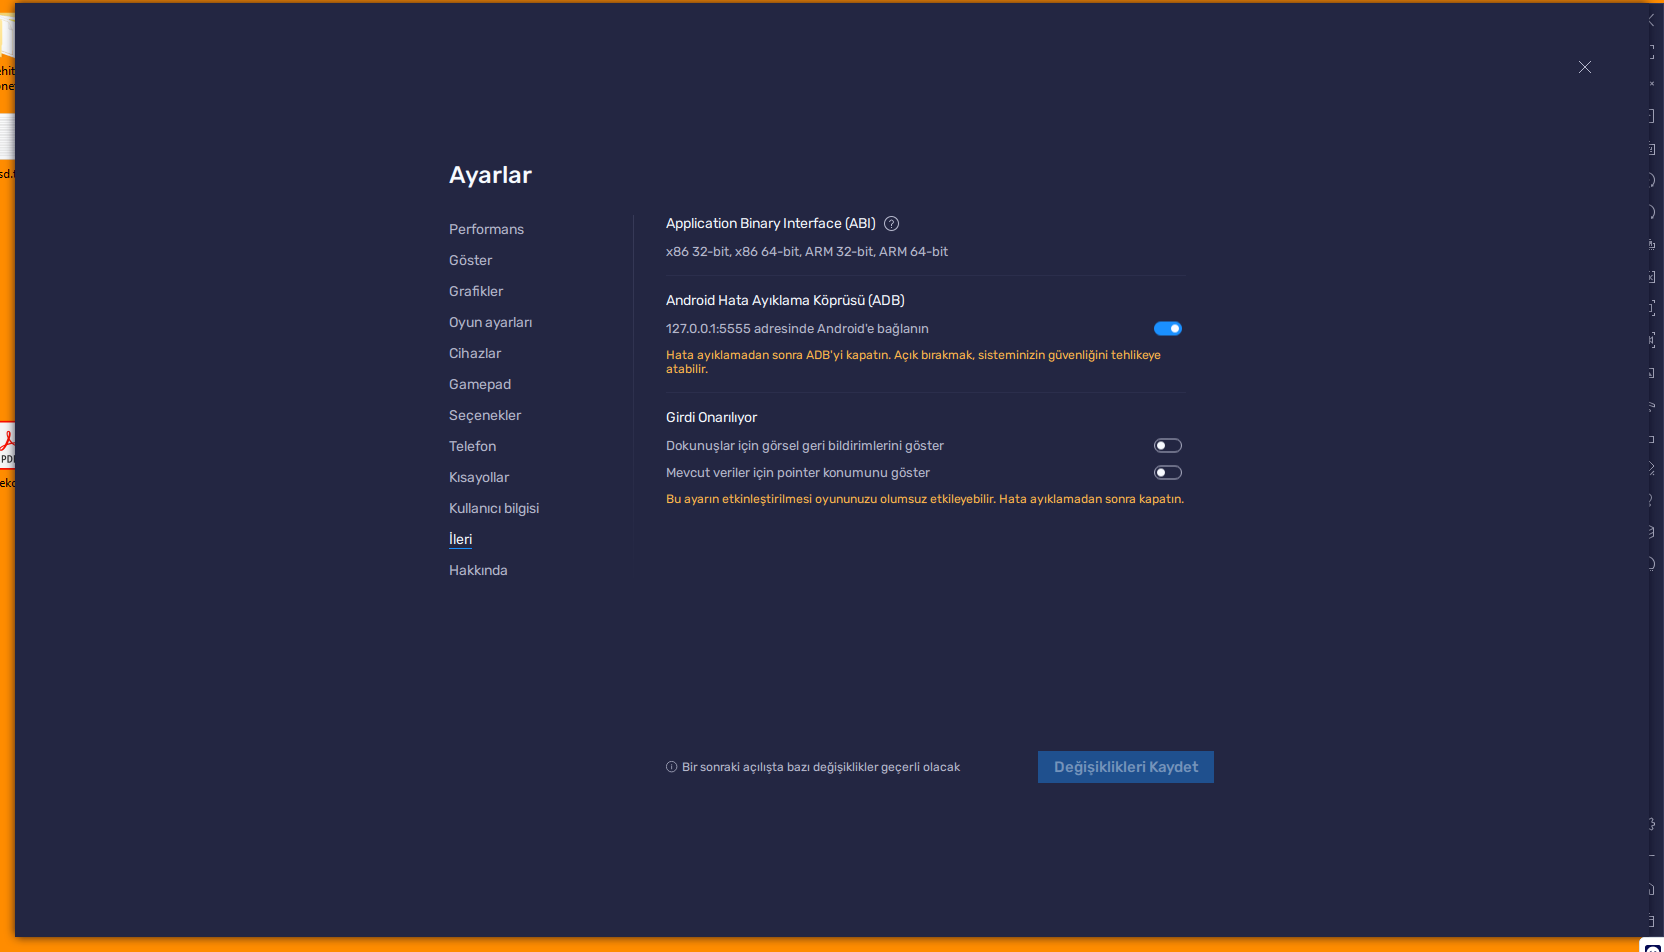 Ayarlar
Performans
Göster
Grafikler
Oyun ayarları
Cihazlar
Gamepad
Seçenekler
Telefon
Kısayollar
Kullanıcı bilgisi
İleri
Hakkında
Application Binary Interface (ABI) ?
x86 32-bit, x86 64-bit, ARM 32-bit, ARM 64-bit
Android Hata Ayıklama Köprüsü (ADB)
127.0.0.1:5555 adresinde Android'e bağlanın
Hata ayıklamadan sonra ADB'yi kapatın. Açık bırakmak, sisteminizin güvenliğini tehlikeye
atabilir.
Girdi Onarılıyor
Dokunuşlar için görsel geri bildirimlerini göster
Mevcut veriler için pointer konumunu göster
Bu ayarın etkinleştirilmesi oyununuzu olumsuz etkileyebilir. Hata ayıklamadan sonra kapatın.
Bir sonraki açılışta bazı değişiklikler geçerli olacak
Değişiklikleri Kaydet